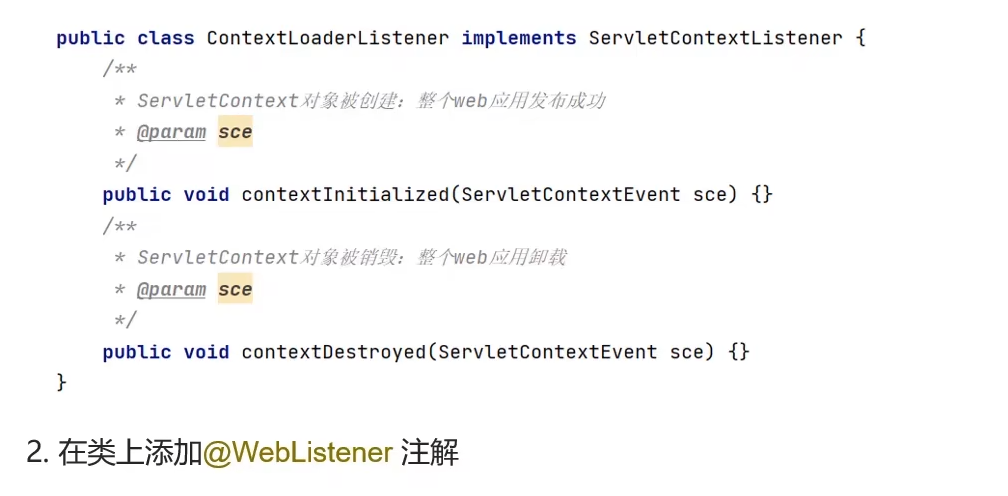 public class ContextLoaderListener implements ServletContextListener {
/**
* ServletContext对象被创建：整个web应用发布成功
* @param sce
*/
public void contextInitialized(ServletContextEvent sce) {}
/**
* ServletContext对象被销毁：整个web应用卸载
* @param sce
*/
public void contextDestroyed(ServletContextEvent sce) {}
}
2. 在类上添加@WebListener 注解